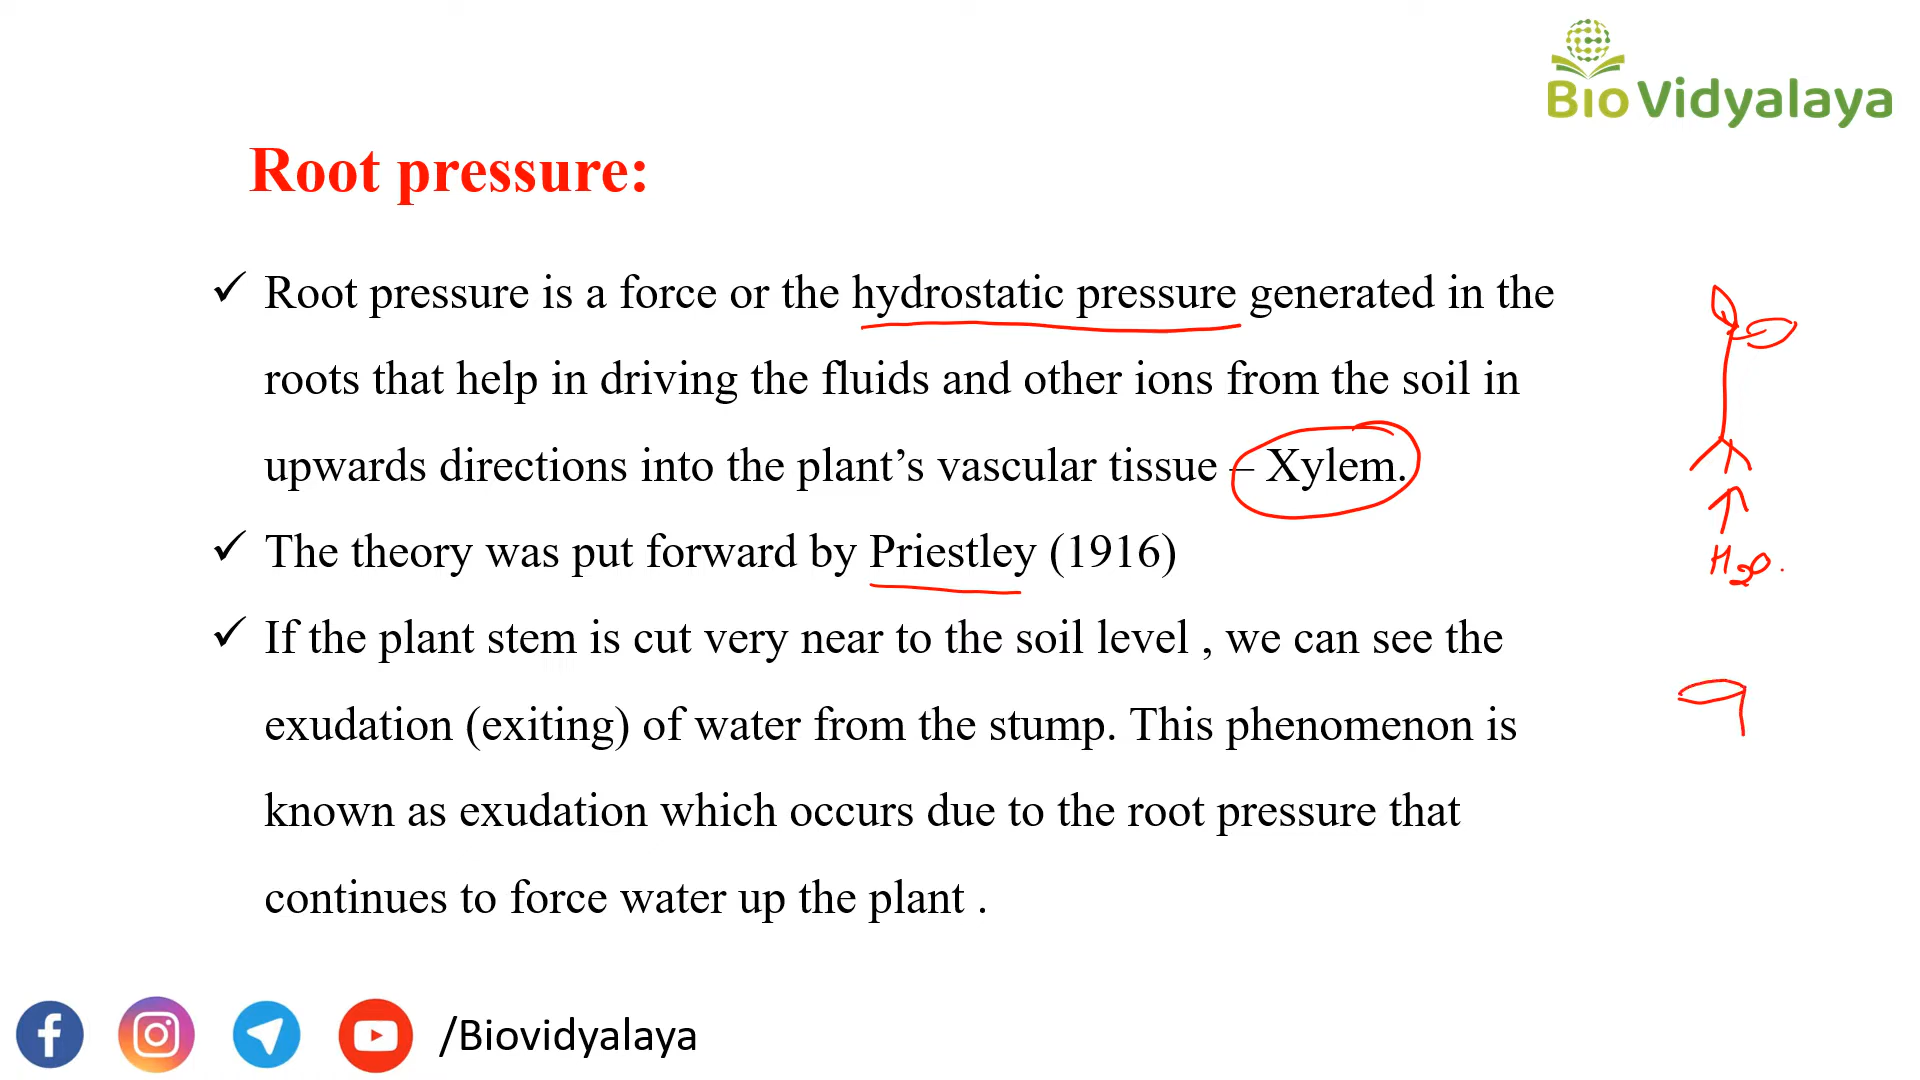 Bio Vidyalaya
Root pressure:
✓ Root pressure is a force or the hydrostatic pressure generated in the
roots that help in driving the fluids and other ions from the soil in
upwards directions into the plant’s vascular tissue – Xylem.
✓ The theory was put forward by Priestley (1916)
✓ If the plant stem is cut very near to the soil level , we can see the
exudation (exiting) of water from the stump. This phenomenon is
known as exudation which occurs due to the root pressure that
continues to force water up the plant .
H2O.
/Biovidyalaya